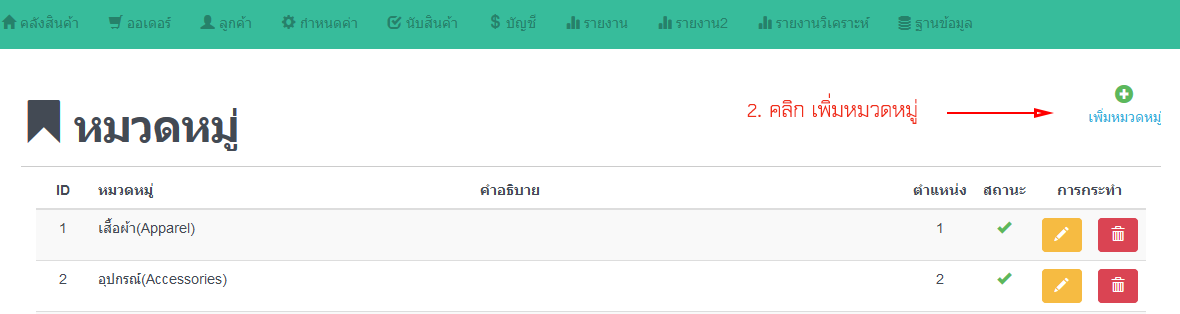 คลังสินค้า ออเดอร์ ลูกค้า กำหนดค่า นับสินค้า บัญชี รายงาน รายงาน2 รายงานวิเคราะห์ ฐานข้อมูล
หมวดหมู่
2. คลิก เพิ่มหมวดหมู่
เพิ่มหมวดหมู่
ID หมวดหมู่ คำอธิบาย ตำแหน่ง สถานะ การกระทำ
1 เสื้อผ้า(Apparel) 1
2 อุปกรณ์(Accessories) 2